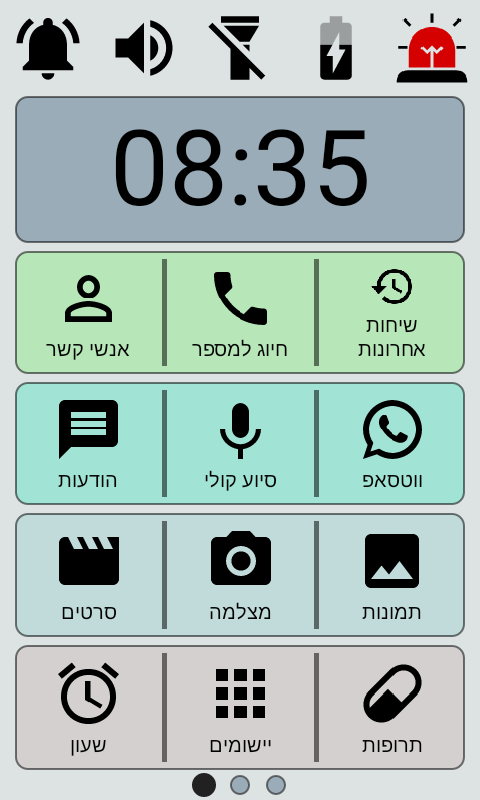 08:35
שיחות
אחרונות
חיוג למספר
אנשי קשר
ווטסאפ
סיוע קולי
הודעות
תמונות
מצלמה
סרטים
תרופות
יישומים
שעון